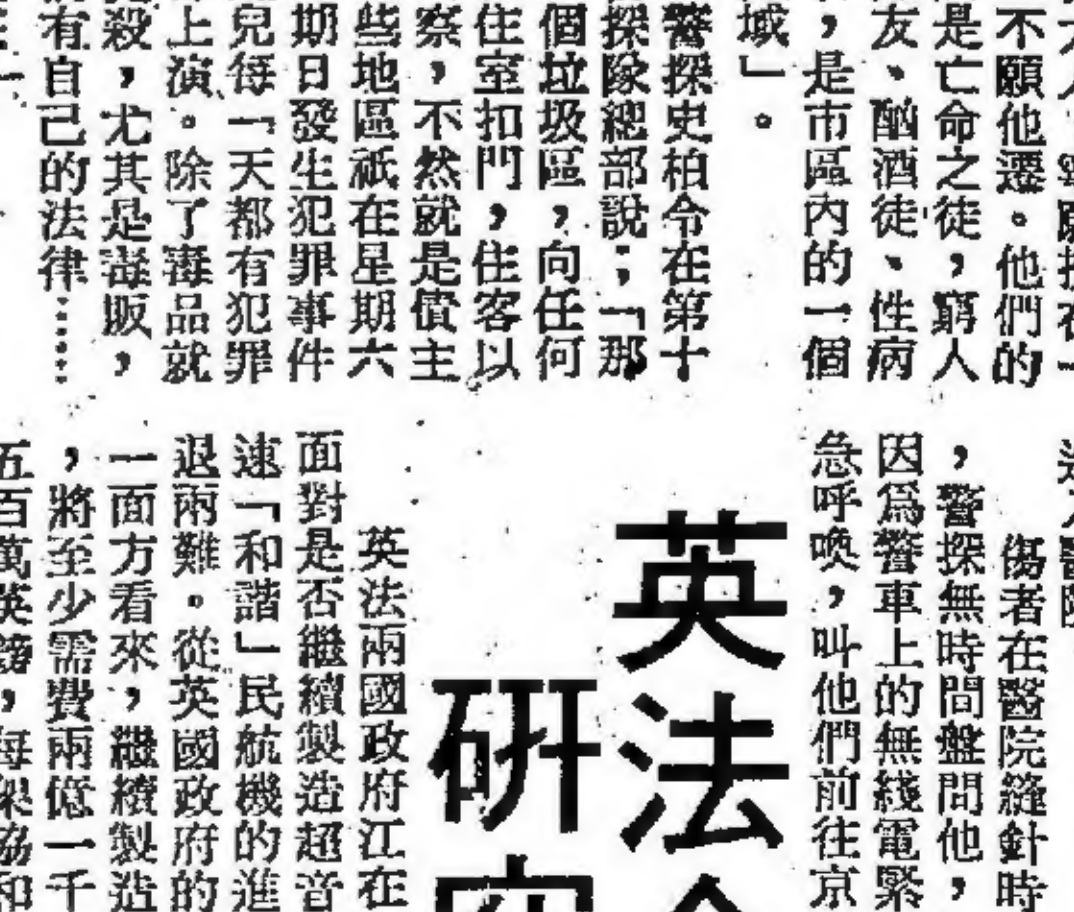 不願他遷。他們的
是亡命之徒,窮人
友、酗酒徒、性病
,是市區內的一個
域」。
警探史柏令在第十
探隊總部說:「那
個垃圾區,向任何
住室扣門,住客以
察,不然就是債主
些地區祇在星期六
期日發生犯罪事件
兒每「天都有犯罪
上演。除了毒品就
殺,尤其是毒販,
有自己的法律……
傷者在醫院縫針時
,警探無時間盤問他,
因爲警車上的無綫電緊
急呼喚,叫他們前往京
英法
研
英法兩國政府江在
面對是否繼續製造超音
速「和諧」民航機的進
退兩難。從英國政府的
一面方看來,繼續製造
,將至少需費兩億一千
五百萬英鎊,每架協和